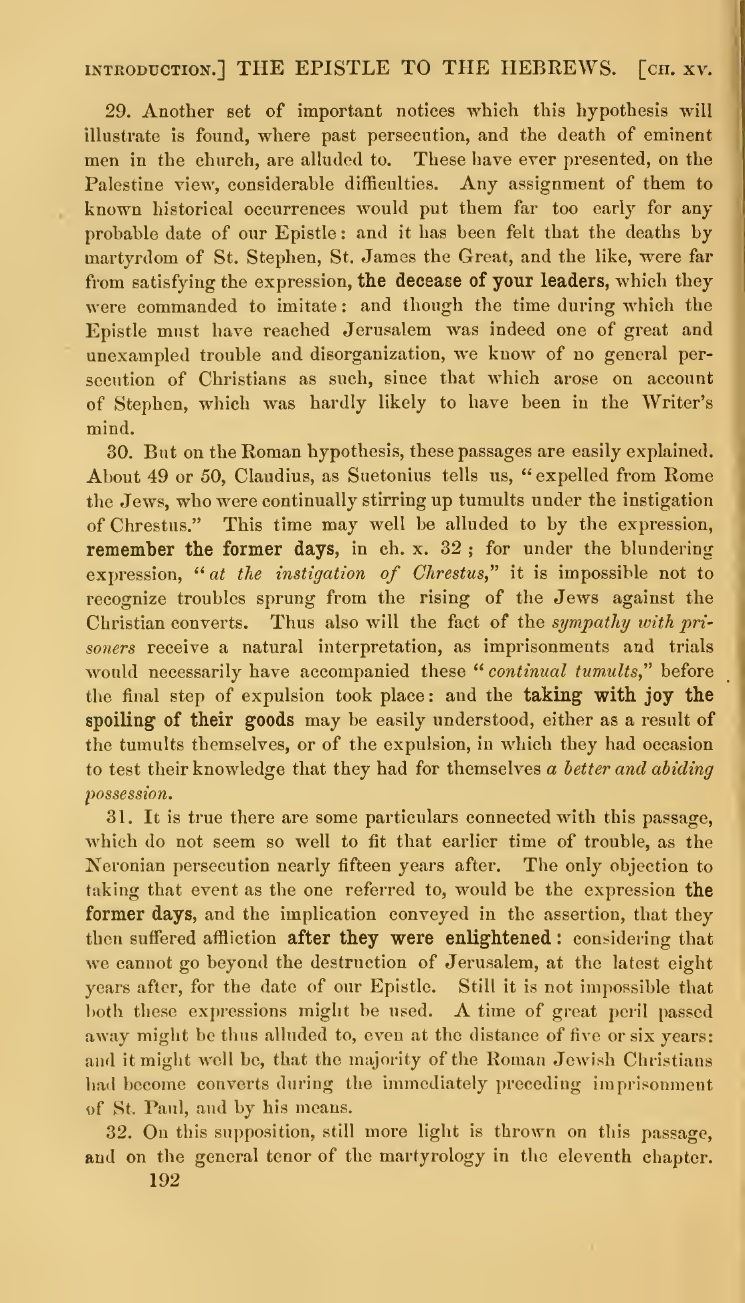 INTRODUCTION.] THE EPISTLE TO THE HEBREWS. [CH. XV.
29. Another set of important notices which this hypothesis will
illustrate is found, where past persecution, and the death of eminent
men in the church, are alluded to. These have ever presented, on the
Palestine view, considerable difficulties. Any assignment of them to
known historical occurrences would put them far too early for any
probable date of our Epistle: and it has been felt that the deaths by
martyrdom of St. Stephen, St. James the Great, and the like, were far
from satisfying the expression, the decease of your leaders, which they
were commanded to imitate: and though the time during which the
Epistle must have reached Jerusalem was indeed one of great and
unexampled trouble and disorganization, we know of no general per-
secution of Christians as such, since that which arose on account
of Stephen, which was hardly likely to have been in the Writer's
mind.
30. But on the Roman hypothesis, these passages are easily explained.
About 49 or 50, Claudius, as Suetonius tells us, "expelled from Rome
the Jews, who were continually stirring up tumults under the instigation
of Chrestus." This time may well be alluded to by the expression,
remember the former days, in ch. x. 32; for under the blundering
expression, "at the instigation of Chrestus," it is impossible not to
recognize troubles sprung from the rising of the Jews against the
Christian converts. Thus also will the fact of the sympathy with pri-
soners receive a natural interpretation, as imprisonments and trials
would necessarily have accompanied these "continual tumults," before
the final step of expulsion took place: and the taking with joy the
spoiling of their goods may be easily understood, either as a result of
the tumults themselves, or of the expulsion, in which they had occasion
to test their knowledge that they had for themselves a better and abiding
possession.
31. It is true there are some particulars connected with this passage,
which do not seem so well to fit that earlier time of trouble, as the
Neronian persecution nearly fifteen years after. The only objection to
taking that event as the one referred to, would be the expression the
former days, and the implication conveyed in the assertion, that they
then suffered affliction after they were enlightened: considering that
we cannot go beyond the destruction of Jerusalem, at the latest eight
years after, for the date of our Epistle. Still it is not impossible that
both these expressions might be used. A time of great peril passed
away might be thus alluded to, even at the distance of five or six years:
and it might well be, that the majority of the Roman Jewish Christians
had become converts during the immediately preceding imprisonment
of St. Paul, and by his means.
32. On this supposition, still more light is thrown on this passage,
and on the general tenor of the martyrology in the eleventh chapter.
192